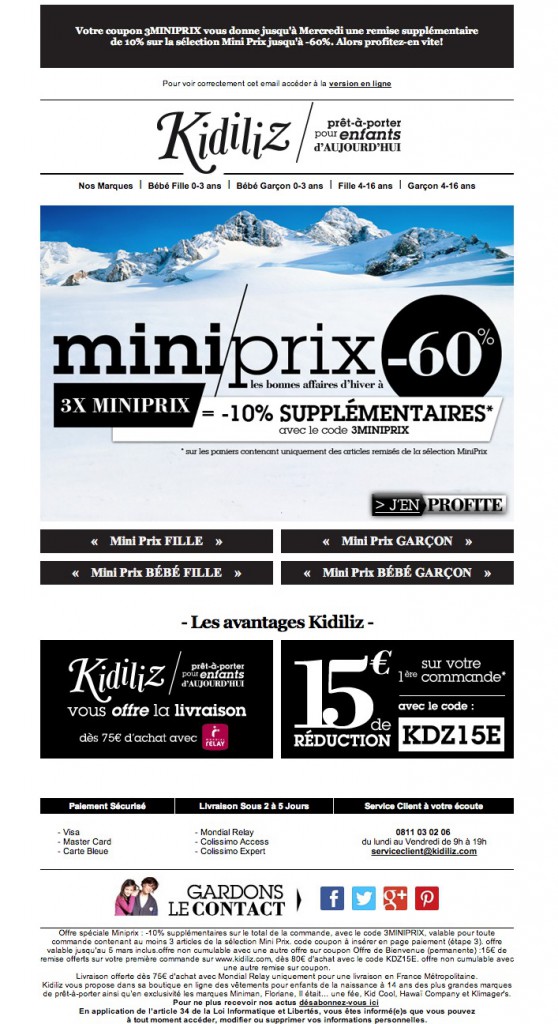 Votre coupon 3MINIPRIX vous donne jusqu'à Mercredi une remise supplémentaire
de 10% sur la sélection Mini Prix jusqu'à -60%. Alors profitez-en vite!
Pour voir correctement cet email accéder à la version en ligne
Kidiliz
prêt-à-porter
pour enfants
d'AUJOURD'HUI
Nos Marques | Bébé Fille 0-3 ans | Bébé Garçon 0-3 ans | Fille 4-16 ans | Garçon 4-16 ans
mini/prix -60%
les bonnes affaires d'hiver à
3X MINIPRIX = -10% SUPPLÉMENTAIRES*
avec le code 3MINIPRIX
* sur les paniers contenant uniquement des articles remisés de la sélection MiniPrix
> J'EN PROFITE
« Mini Prix FILLE »
« Mini Prix GARÇON »
« Mini Prix BÉBÉ FILLE »
« Mini Prix BÉBÉ GARÇON »
- Les avantages Kidiliz -
Kidiliz
prêt-à-porter
pour enfants
d'AUJOURD'HUI
vous offre la livraison
dès 75€ d'achat avec
MONDIAL
RELAY
15€
de
RÉDUCTION
sur votre
1ère commande*
avec le code :
KDZ15E
Paiement Sécurisé
- Visa
- Master Card
- Carte Bleue
Livraison Sous 2 à 5 Jours
- Mondial Relay
- Colissimo Access
- Colissimo Expert
Service Client à votre écoute
0811 03 02 06
du lundi au Vendredi de 9h à 19h
serviceclient@kidiliz.com
GARDONS
LE CONTACT
Offre spéciale Miniprix : -10% supplémentaires sur le total de la commande, avec le code 3MINIPRIX, valable pour toute
commande contenant au moins 3 articles de la sélection Mini Prix. code coupon à insérer en page paiement (étape 3). offre
valable jusqu'au 5 mars inclus.offre non cumulable avec une autre offre sur coupon Offre de Bienvenue (permanente) :15€ de
remise offerts sur votre première commande sur www.kidiliz.com, dès 80€ d'achat avec le code KDZ15E. offre non cumulable avec
une autre remise sur coupon.
Livraison offerte dès 75€ d'achat avec Mondial Relay uniquement pour une livraison en France Métropolitaine.
Kidiliz vous propose dans sa boutique en ligne des vêtements pour enfants de la naissance à 14 ans des plus grandes marques
de prêt-à-porter ainsi qu'en exclusivité les marques Miniman, Floriane, Il était... une fée, Kid Cool, Hawaï Company et Klimager's.
Pour ne plus recevoir nos actus désabonnez-vous ici
En application de l'article 34 de la Loi Informatique et Libertés, vous êtes informé(e)s que vous pouvez
à tout moment accéder, modifier ou supprimer vos informations personnelles.